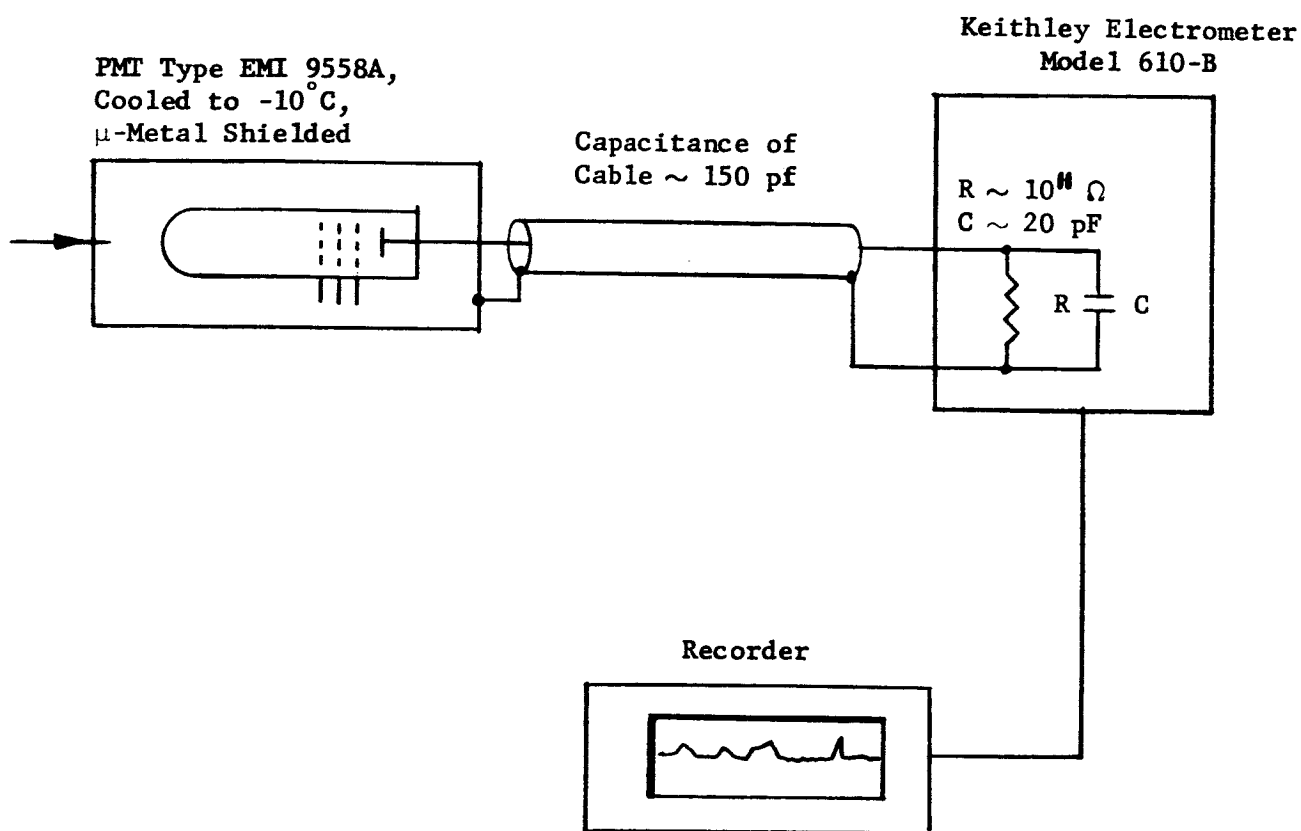 Keithley Electrometer
Model 610-B
PMT Type EMI 9558A,
Cooled to -10°C,
μ-Metal Shielded
Capacitance of
Cable ~ 150 pf
R ~ Ω
C ~ 20 pF
R C
Recorder